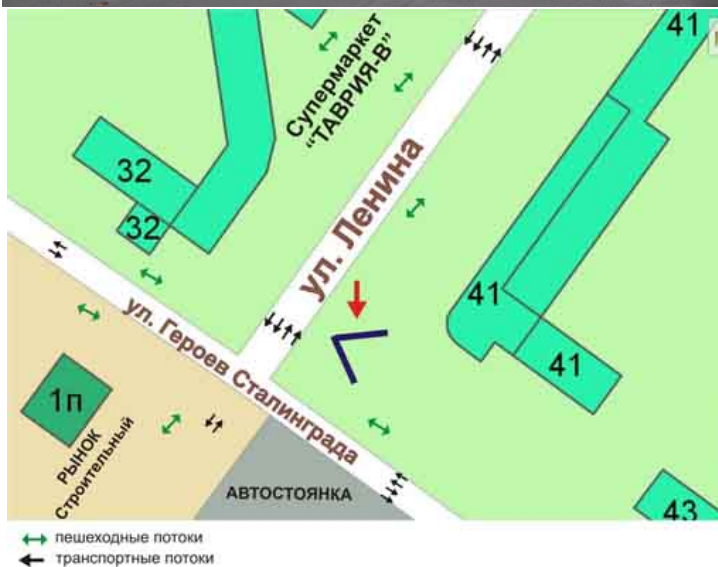 41
Супермаркет
“ТАВРИЯ-В”
32
32
ул. Ленина
41
41
ул. Героев Сталинграда
1п
РЫНОК
Строительный
АВТОСТОЯНКА
43
пешеходные потоки
транспортные потоки